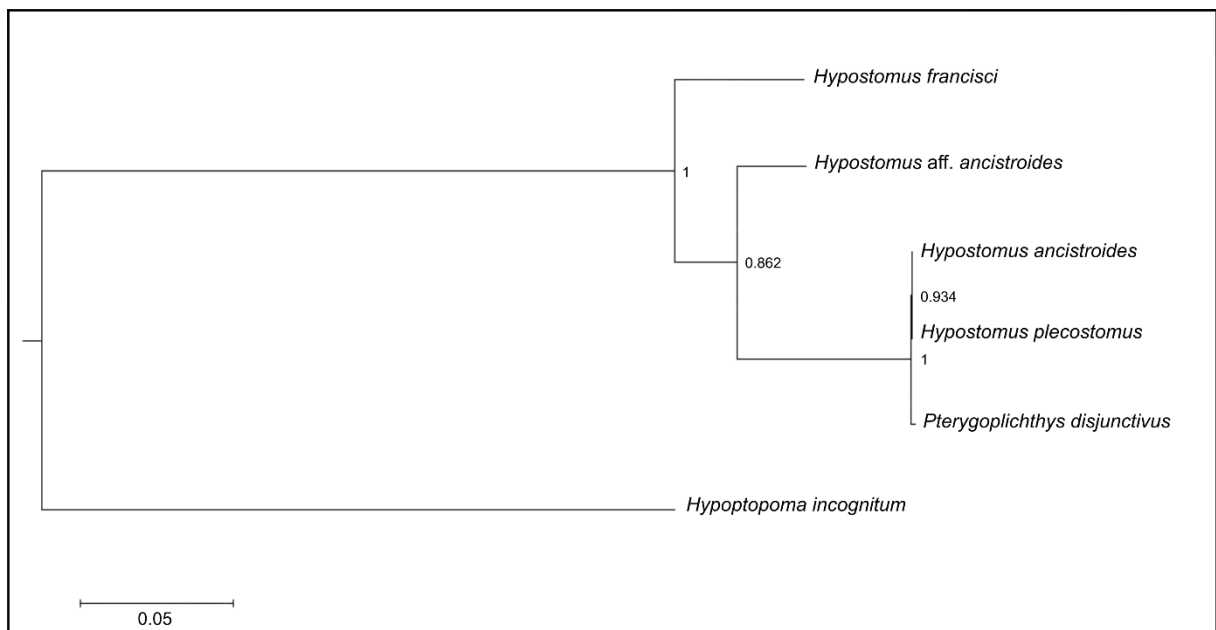 Hypostomus francisci
Hypostomus aff. ancistroides
1
Hypostomus ancistroides
0.862
0.934
Hypostomus plecostomus
1
Pterygoplichthys disjunctivus
Hypoptopoma incognitum
0.05